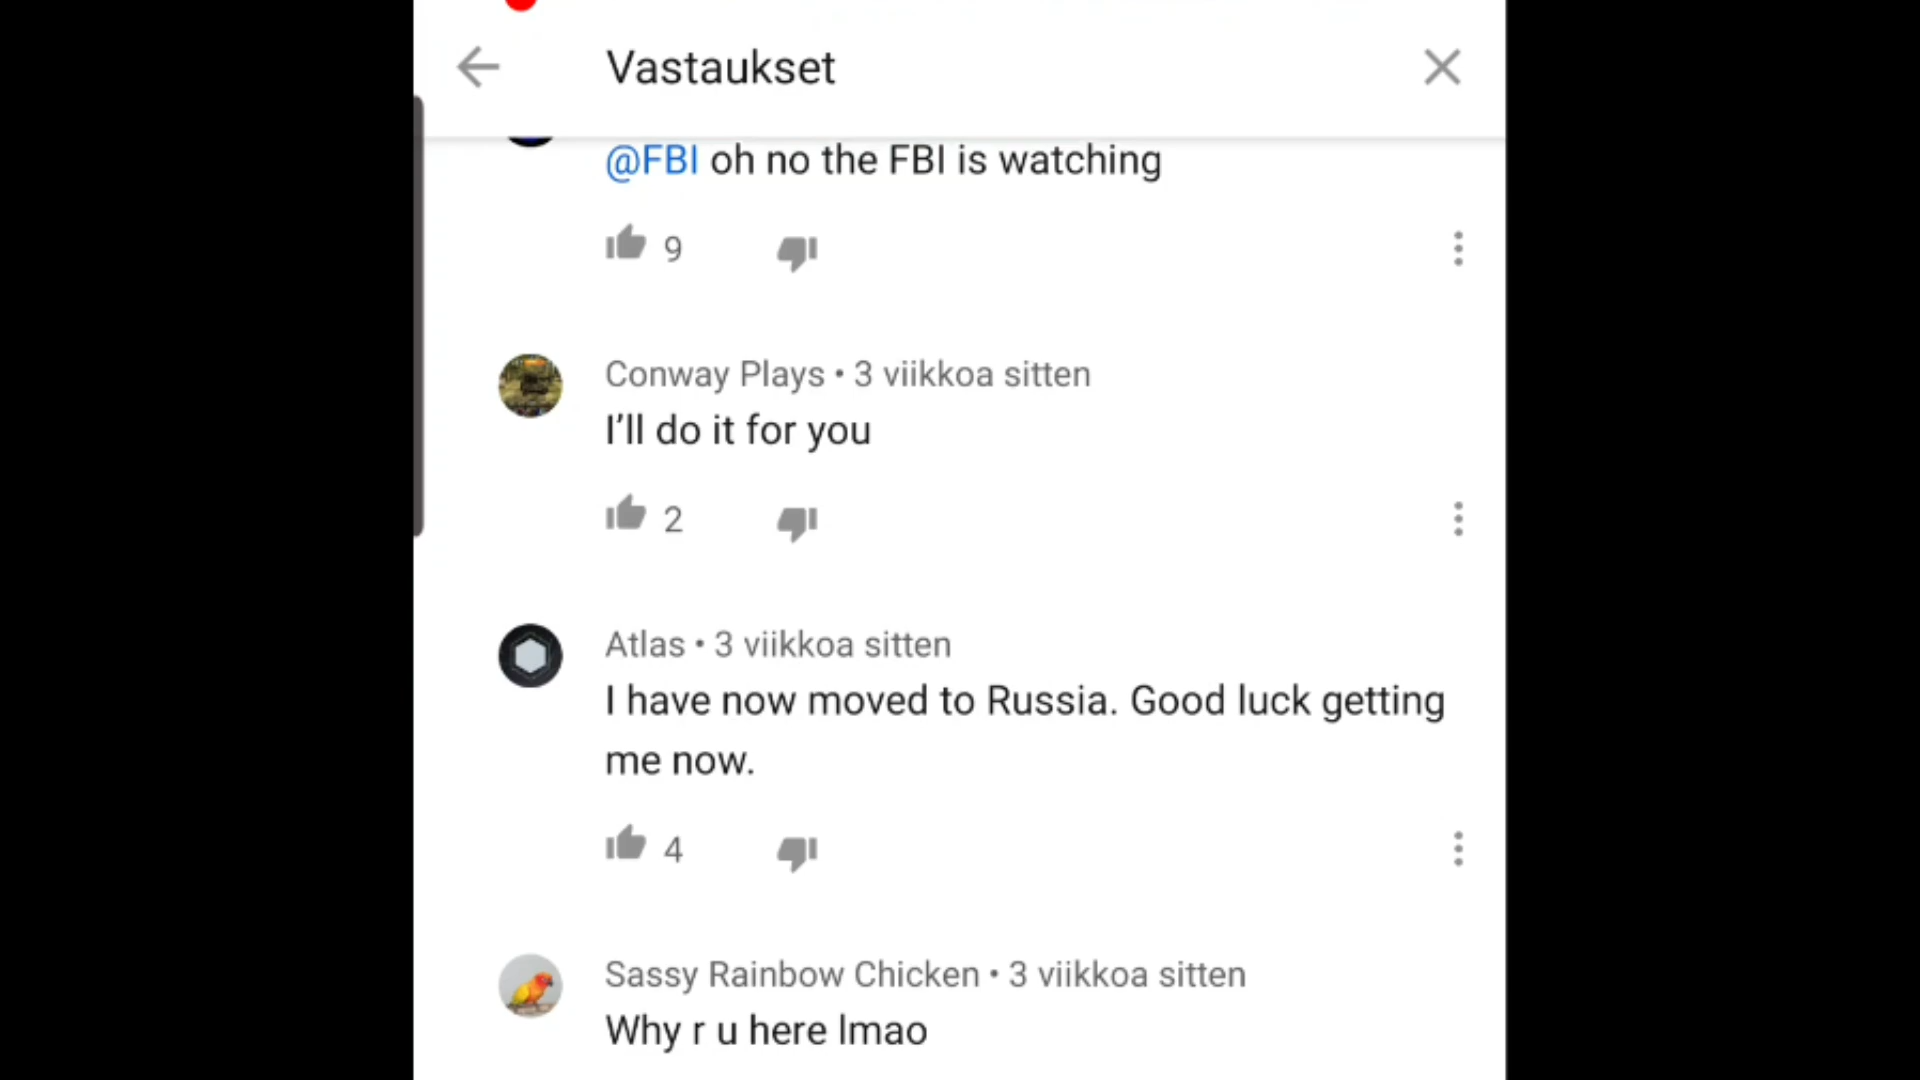 Vastaukset
@FBI oh no the FBI is watching
9
Conway Plays • 3 viikkoa sitten
I'll do it for you
2
Atlas • 3 viikkoa sitten
I have now moved to Russia. Good luck getting
me now.
4
Sassy Rainbow Chicken • 3 viikkoa sitten
Why r u here lmao